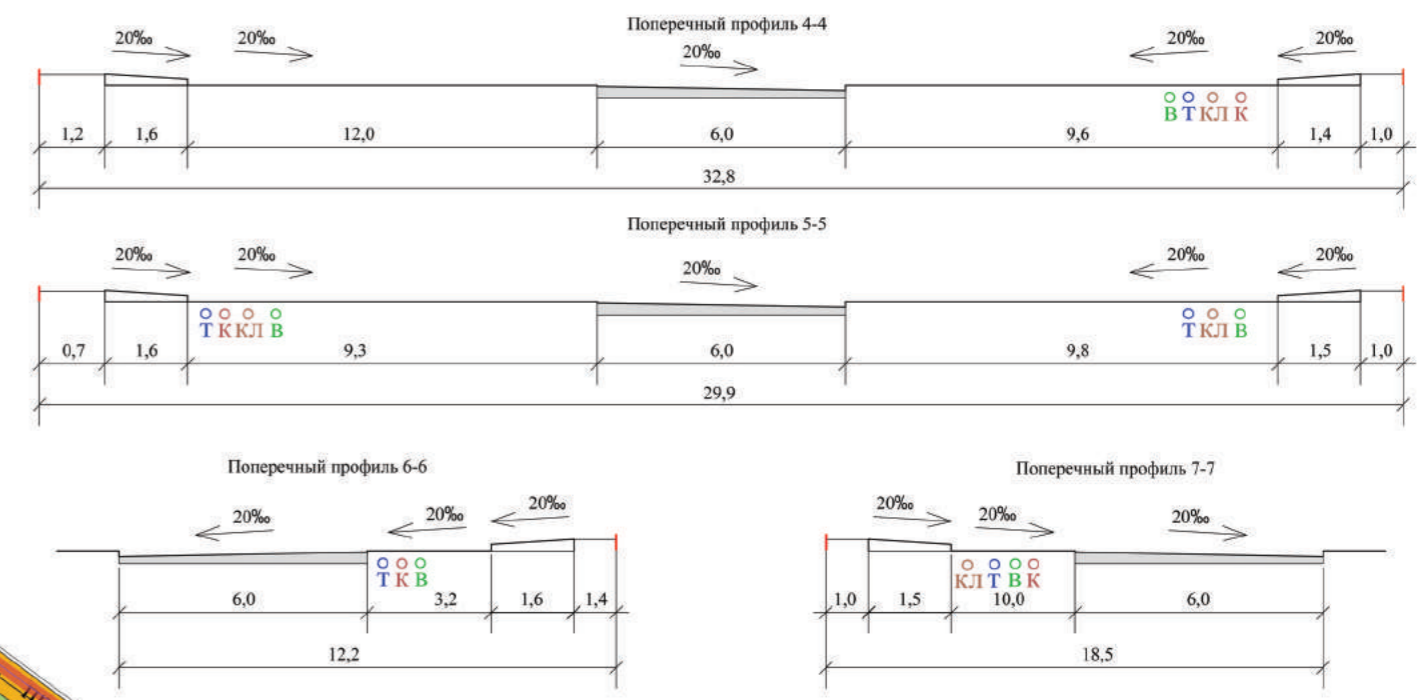 Поперечный профиль 4-4
20‰ 20‰ 20‰ 20‰ 20‰
В Т КЛ К
1,2 1,6 12,0 6,0 9,6 1,4 1,0
32,8
Поперечный профиль 5-5
20‰ 20‰ 20‰ 20‰ 20‰
Т К КЛ В Т КЛ В
0,7 1,6 9,3 6,0 9,8 1,5 1,0
29,9
Поперечный профиль 6-6
20‰ 20‰ 20‰
Т К В
6,0 3,2 1,6 1,4
12,2
Поперечный профиль 7-7
20‰ 20‰ 20‰
КЛ Т В К
1,0 1,5 10,0 6,0
18,5